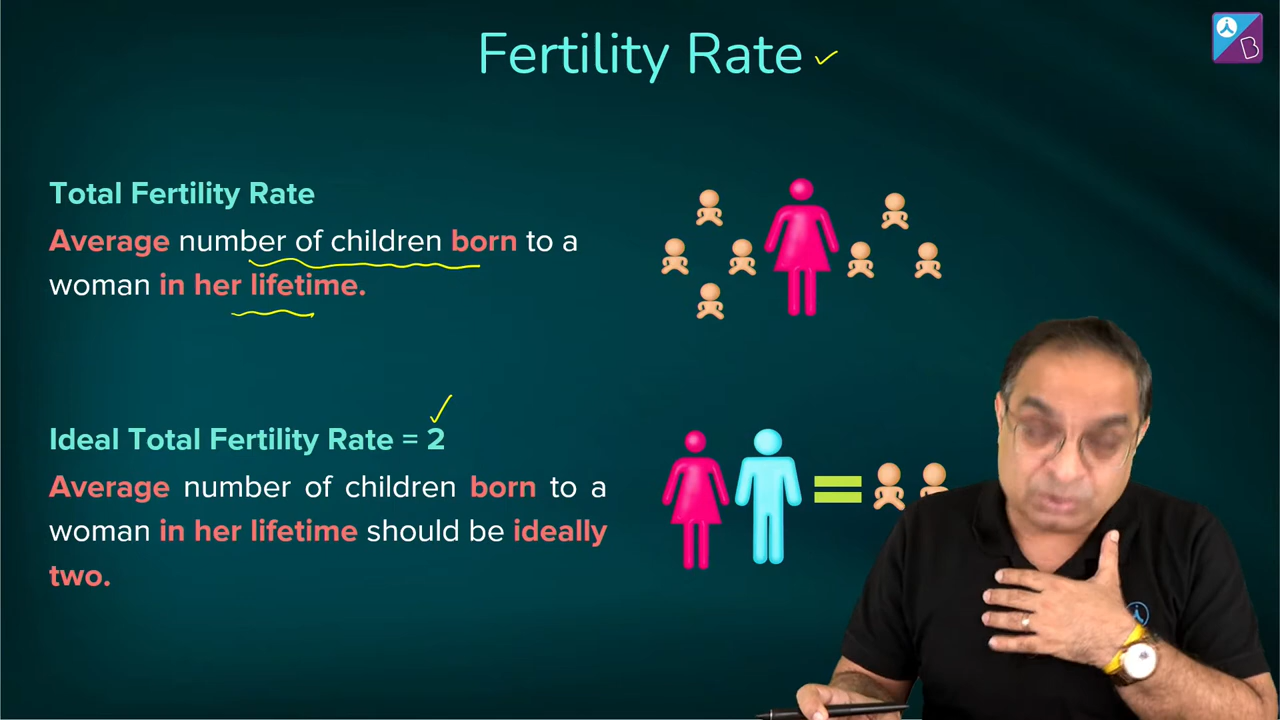 Fertility Rate
Total Fertility Rate
Average number of children born to a
woman in her lifetime.
Ideal Total Fertility Rate = 2
Average number of children born to a
woman in her lifetime should be ideally
two.
B